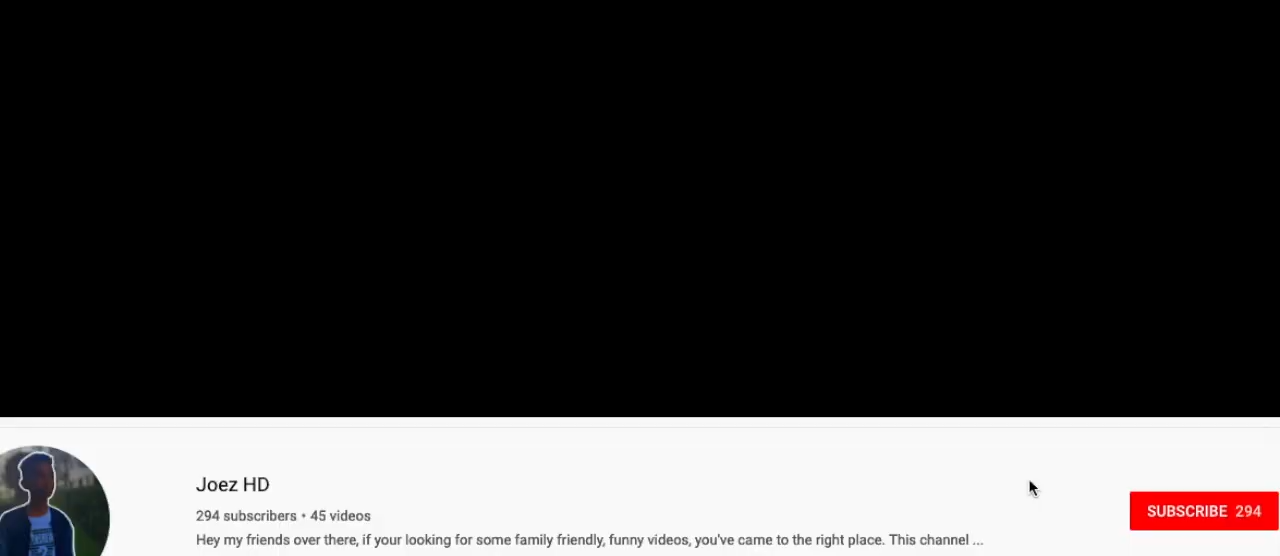 Joez HD
294 subscribers • 45 videos
SUBSCRIBE 294
Hey my friends over there, if your looking for some family friendly, funny videos, you've came to the right place. This channel ...